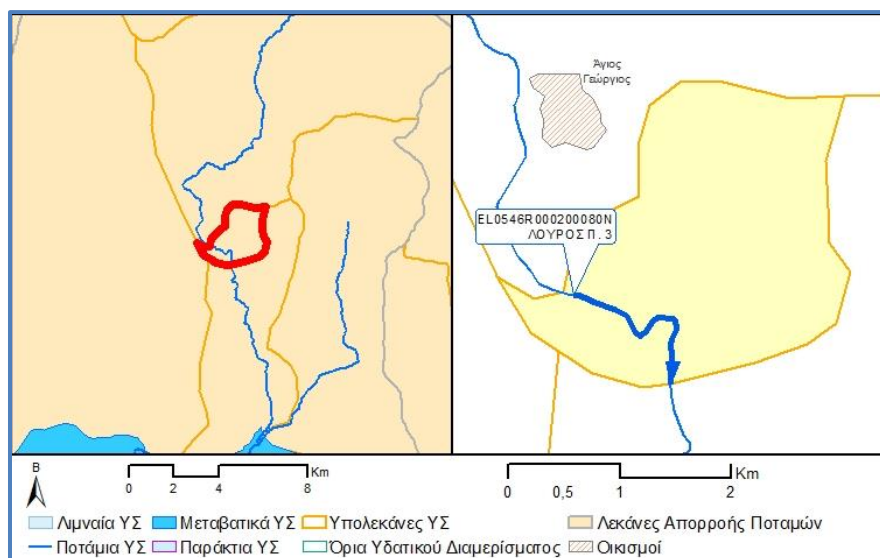 Άγιος
Γεώργιος
EL0546R000200080N
ΛΟΥΡΟΣ Π. 3
Β
0 2 4 8 Km
0 0,5 1 2 Km
Λιμναία ΥΣ Μεταβατικά ΥΣ Υπολεκάνες ΥΣ Λεκάνες Απορροής Ποταμών
Ποτάμια ΥΣ Παράκτια ΥΣ Όρια Υδατικού Διαμερίσματος Οικισμοί